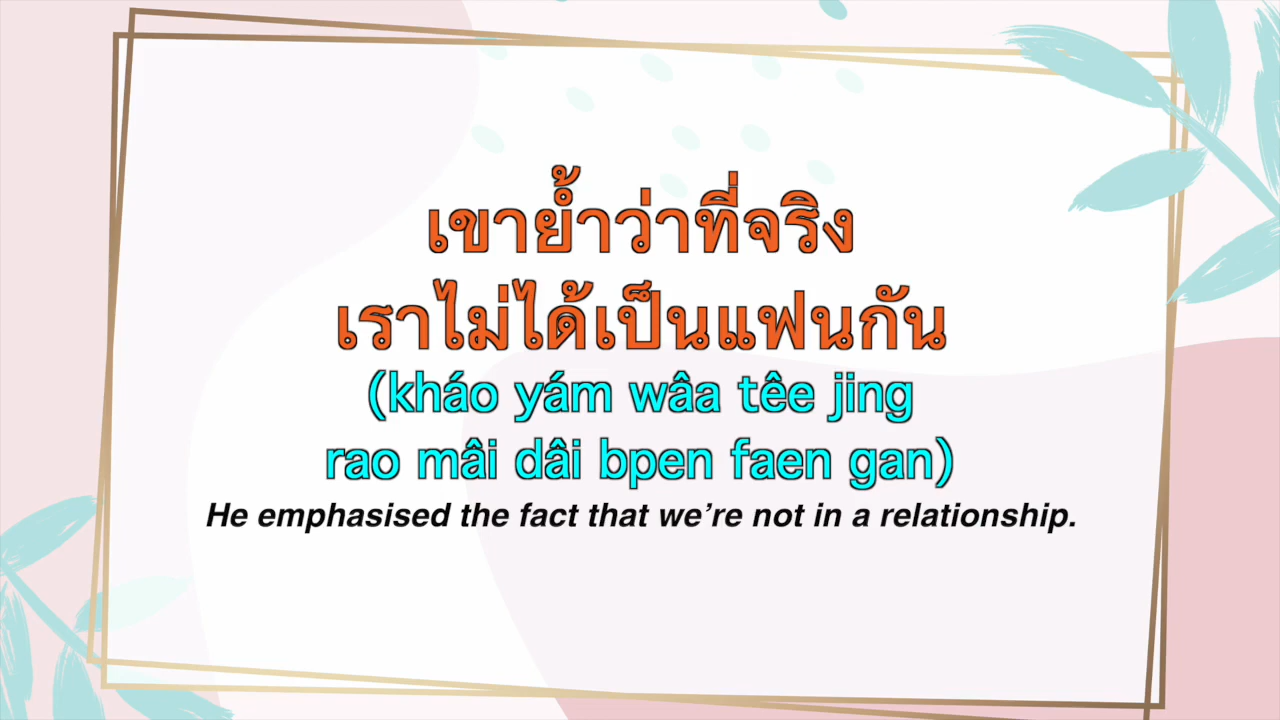 เขาย้ำว่าที่จริง
เราไม่ได้เป็นแฟนกัน
(kháo yám wâa têe jing
rao mâi dâi bpen faen gan)
He emphasised the fact that we’re not in a relationship.